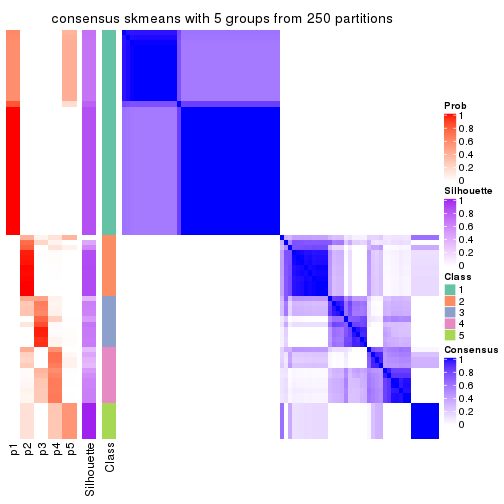 consensus skmeans with 5 groups from 250 partitions
Prob
1
0.8
0.6
0.4
0.2
0
Silhouette
1
0.8
0.6
0.4
0.2
0
Class
1
2
3
4
5
Consensus
1
0.8
0.6
0.4
0.2
0
p1
p2
p3
p4
p5
Silhouette
Class